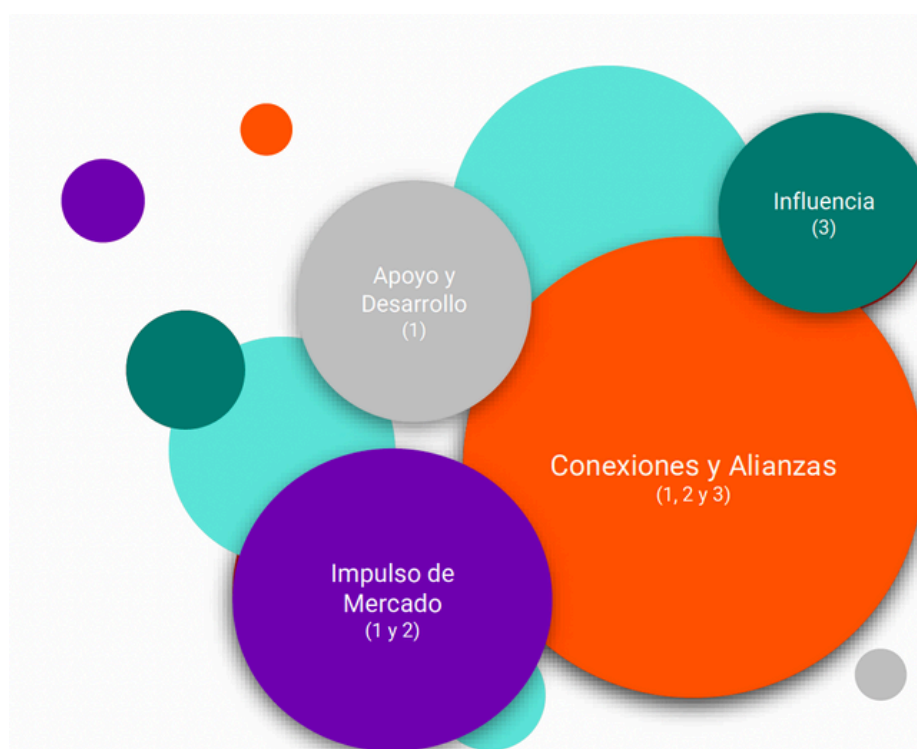 Influencia
(3)
Apoyo y
Desarrollo
(1)
Conexiones y Alianzas
(1, 2 y 3)
Impulso de
Mercado
(1 y 2)